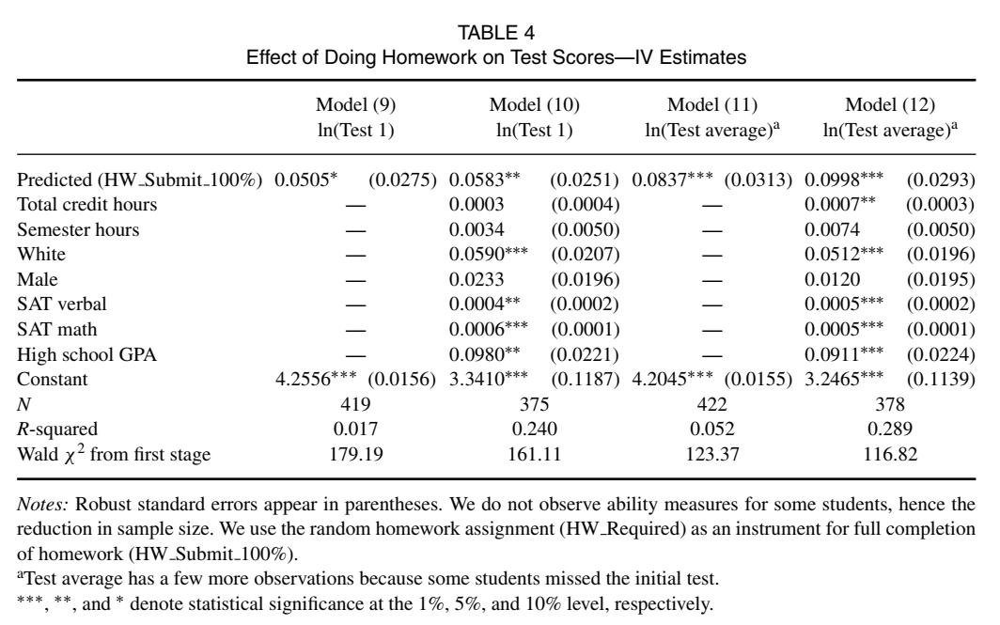 TABLE 4
Effect of Doing Homework on Test Scores—IV Estimates
Model (9) Model (10) Model (11) Model (12)
ln(Test 1) ln(Test 1) ln(Test average)ᵃ ln(Test average)ᵃ
Predicted (HW_Submit_100%) 0.0505* (0.0275) 0.0583** (0.0251) 0.0837*** (0.0313) 0.0998*** (0.0293)
Total credit hours — 0.0003 (0.0004) — 0.0007** (0.0003)
Semester hours — 0.0034 (0.0050) — 0.0074 (0.0050)
White — 0.0590*** (0.0207) — 0.0512*** (0.0196)
Male — 0.0233 (0.0196) — 0.0120 (0.0195)
SAT verbal — 0.0004** (0.0002) — 0.0005*** (0.0002)
SAT math — 0.0006*** (0.0001) — 0.0005*** (0.0001)
High school GPA — 0.0980** (0.0221) — 0.0911*** (0.0224)
Constant 4.2556*** (0.0156) 3.3410*** (0.1187) 4.2045*** (0.0155) 3.2465*** (0.1139)
N 419 375 422 378
R-squared 0.017 0.240 0.052 0.289
Wald χ² from first stage 179.19 161.11 123.37 116.82
Notes: Robust standard errors appear in parentheses. We do not observe ability measures for some students, hence the
reduction in sample size. We use the random homework assignment (HW_Required) as an instrument for full completion
of homework (HW_Submit_100%).
ᵃTest average has a few more observations because some students missed the initial test.
***, **, and * denote statistical significance at the 1%, 5%, and 10% level, respectively.